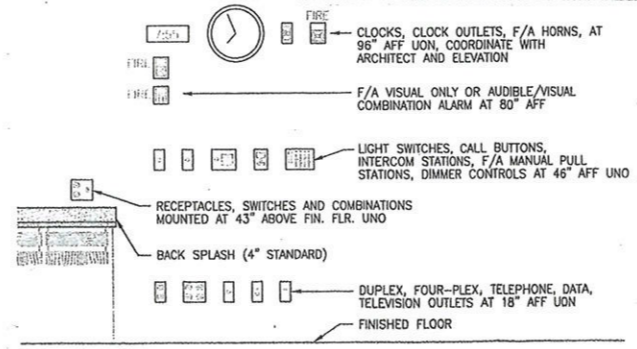 FIRE
7:55
CLOCKS, CLOCK OUTLETS, F/A HORNS, AT
96" AFF UON, COORDINATE WITH
ARCHITECT AND ELEVATION
FIRE
FIRE
F/A VISUAL ONLY OR AUDIBLE/VISUAL
COMBINATION ALARM AT 80" AFF
LIGHT SWITCHES, CALL BUTTONS,
INTERCOM STATIONS, F/A MANUAL PULL
STATIONS, DIMMER CONTROLS AT 46" AFF UNO
RECEPTACLES, SWITCHES AND COMBINATIONS
MOUNTED AT 43" ABOVE FIN. FLR. UNO
BACK SPLASH (4" STANDARD)
DUPLEX, FOUR-PLEX, TELEPHONE, DATA,
TELEVISION OUTLETS AT 18" AFF UON
FINISHED FLOOR